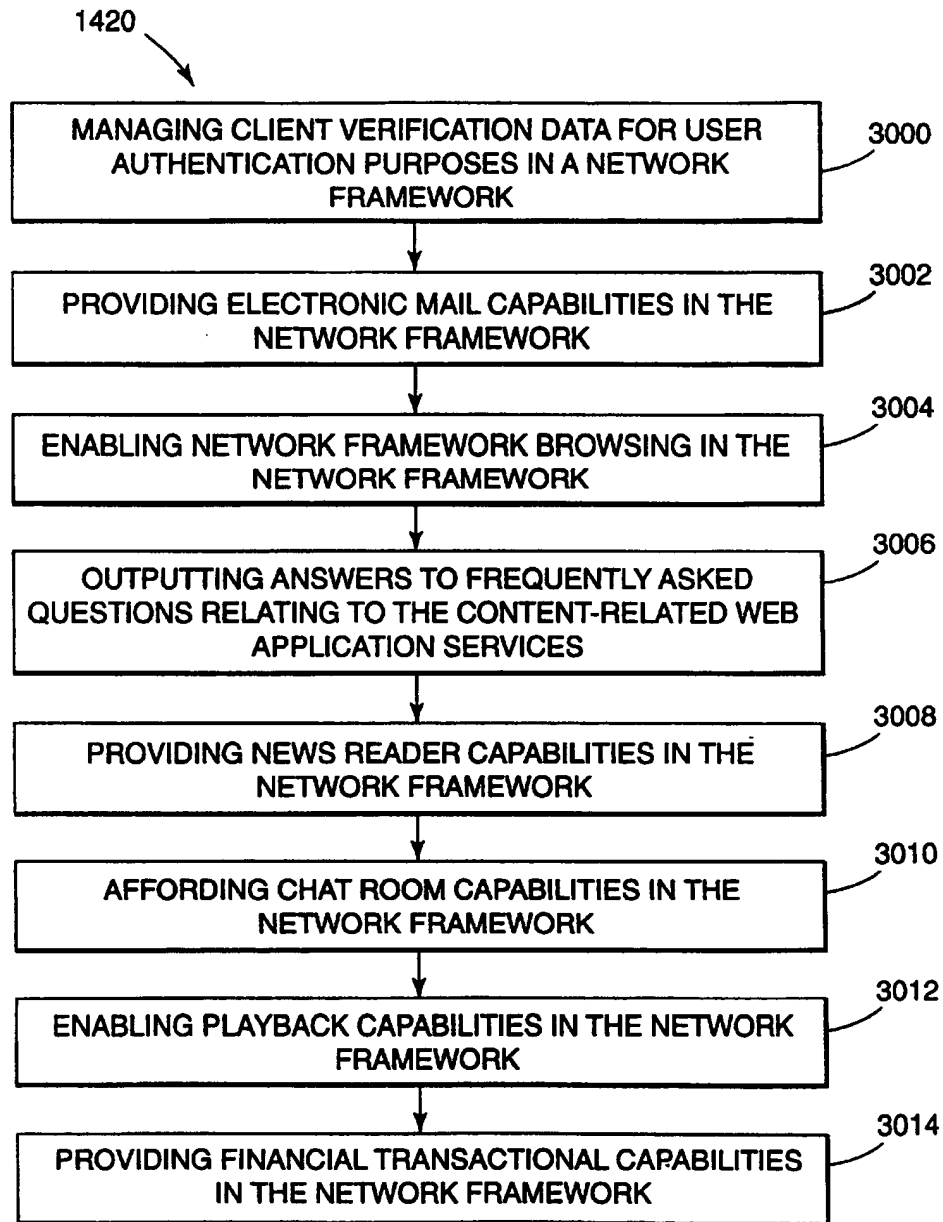 1420
MANAGING CLIENT VERIFICATION DATA FOR USER
AUTHENTICATION PURPOSES IN A NETWORK
FRAMEWORK
3000
PROVIDING ELECTRONIC MAIL CAPABILITIES IN THE
NETWORK FRAMEWORK
3002
ENABLING NETWORK FRAMEWORK BROWSING IN THE
NETWORK FRAMEWORK
3004
OUTPUTTING ANSWERS TO FREQUENTLY ASKED
QUESTIONS RELATING TO THE CONTENT-RELATED WEB
APPLICATION SERVICES
3006
PROVIDING NEWS READER CAPABILITIES IN THE
NETWORK FRAMEWORK
3008
AFFORDING CHAT ROOM CAPABILITIES IN THE
NETWORK FRAMEWORK
3010
ENABLING PLAYBACK CAPABILITIES IN THE NETWORK
FRAMEWORK
3012
PROVIDING FINANCIAL TRANSACTIONAL CAPABILITIES
IN THE NETWORK FRAMEWORK
3014